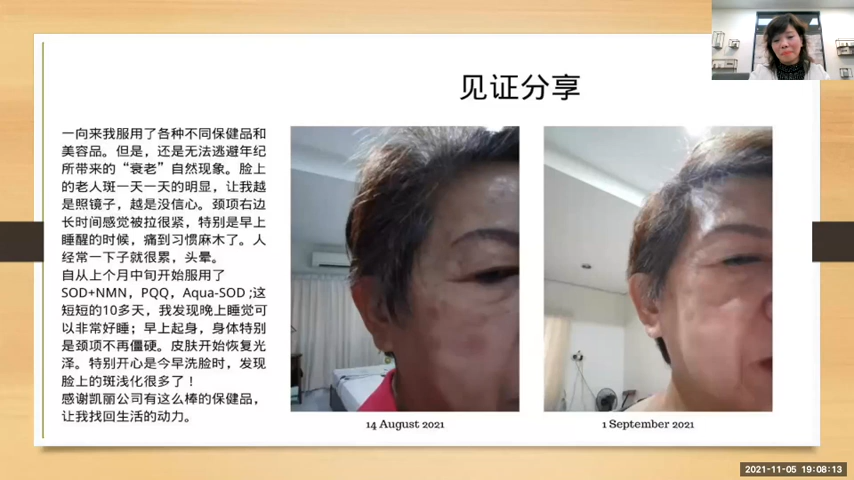 见证分享
一向来我服用了各种不同保健品和
美容品。但是，还是无法逃避年纪
所带来的“衰老”自然现象。脸上
的老人斑一天一天的明显，让我越
是照镜子，越是没信心。颈项右边
长时间感觉被拉很紧，特别是早上
睡醒的时候，痛到习惯麻木了。人
经常一下子就很累，头晕。
自从上个月中旬开始服用了
SOD+NMN，PQQ，Aqua-SOD ;这
短短的10多天，我发现晚上睡觉可
以非常好睡；早上起身，身体特别
是颈项不再僵硬。皮肤开始恢复光
泽。特别开心是今早洗脸时，发现
脸上的斑浅化很多了！
感谢凯丽公司有这么棒的保健品，
让我找回生活的动力。
14 August 2021
1 September 2021
2021-11-05 19:08:13